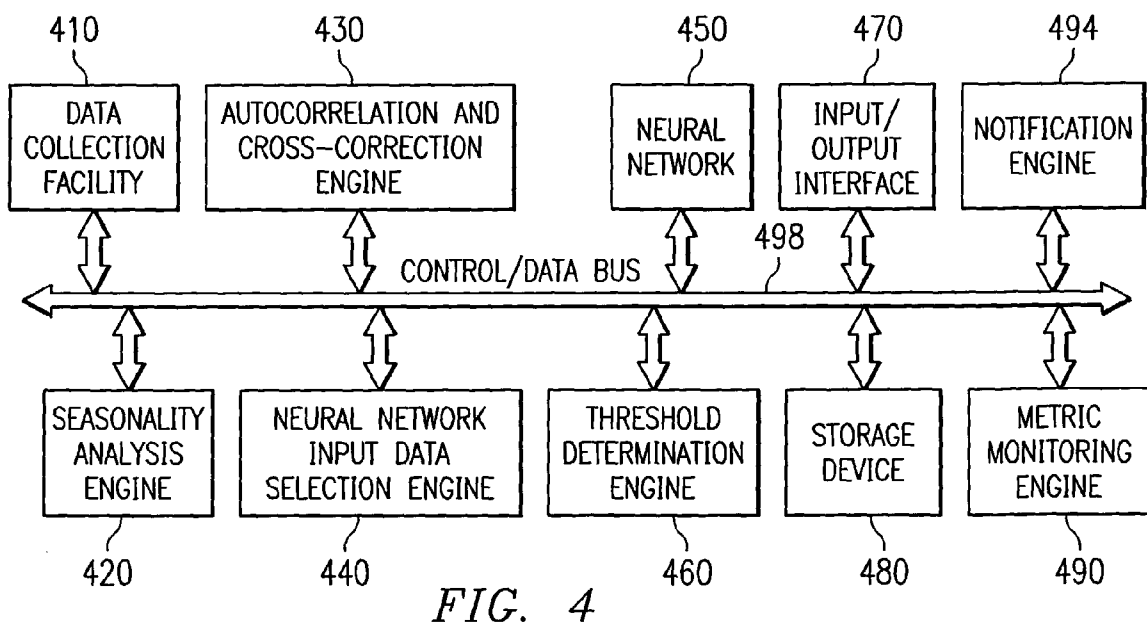 410
430
450
470
494
DATA
COLLECTION
FACILITY
AUTOCORRELATION AND
CROSS-CORRECTION
ENGINE
NEURAL
NETWORK
INPUT/
OUTPUT
INTERFACE
NOTIFICATION
ENGINE
CONTROL/DATA BUS
498
SEASONALITY
ANALYSIS
ENGINE
NEURAL NETWORK
INPUT DATA
SELECTION ENGINE
THRESHOLD
DETERMINATION
ENGINE
STORAGE
DEVICE
METRIC
MONITORING
ENGINE
420
440
460
480
490
FIG. 4